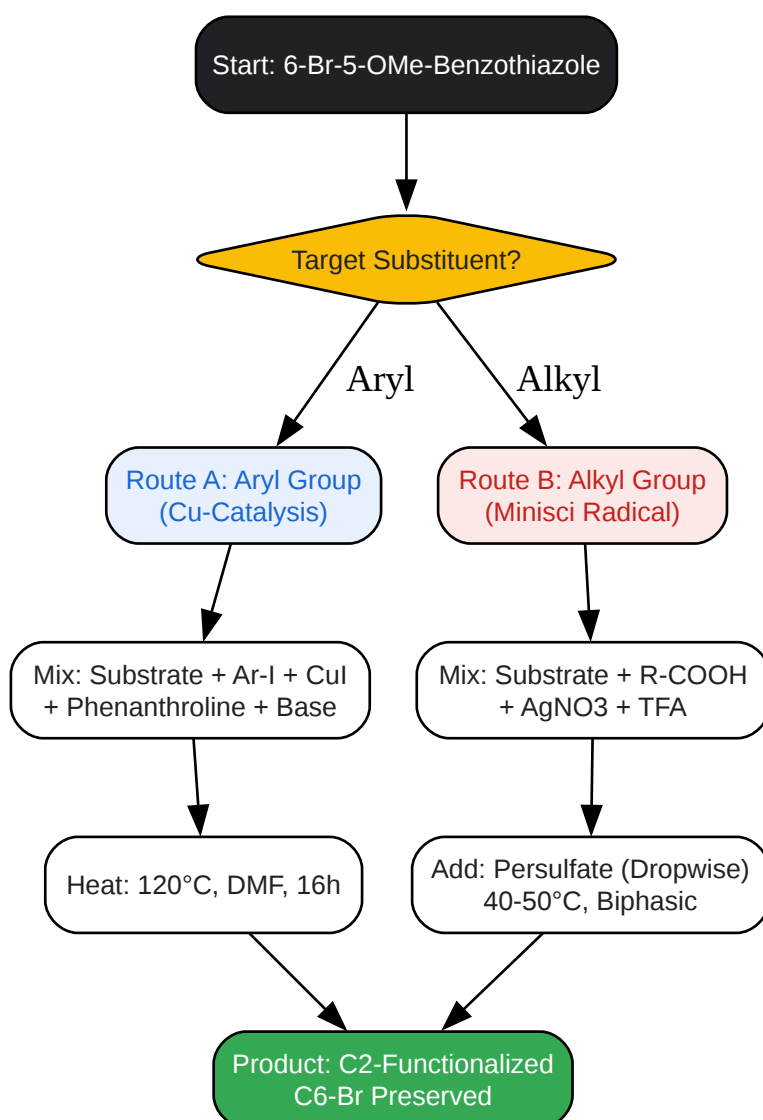 Start: 6-Br-5-OMe-Benzothiazole
Target Substituent?
Aryl
Alkyl
Route A: Aryl Group
(Cu-Catalysis)
Route B: Alkyl Group
(Minisci Radical)
Mix: Substrate + Ar-I + CuI
+ Phenanthroline + Base
Mix: Substrate + R-COOH
+ AgNO3 + TFA
Heat: 120°C, DMF, 16h
Add: Persulfate (Dropwise)
40-50°C, Biphasic
Product: C2-Functionalized
C6-Br Preserved